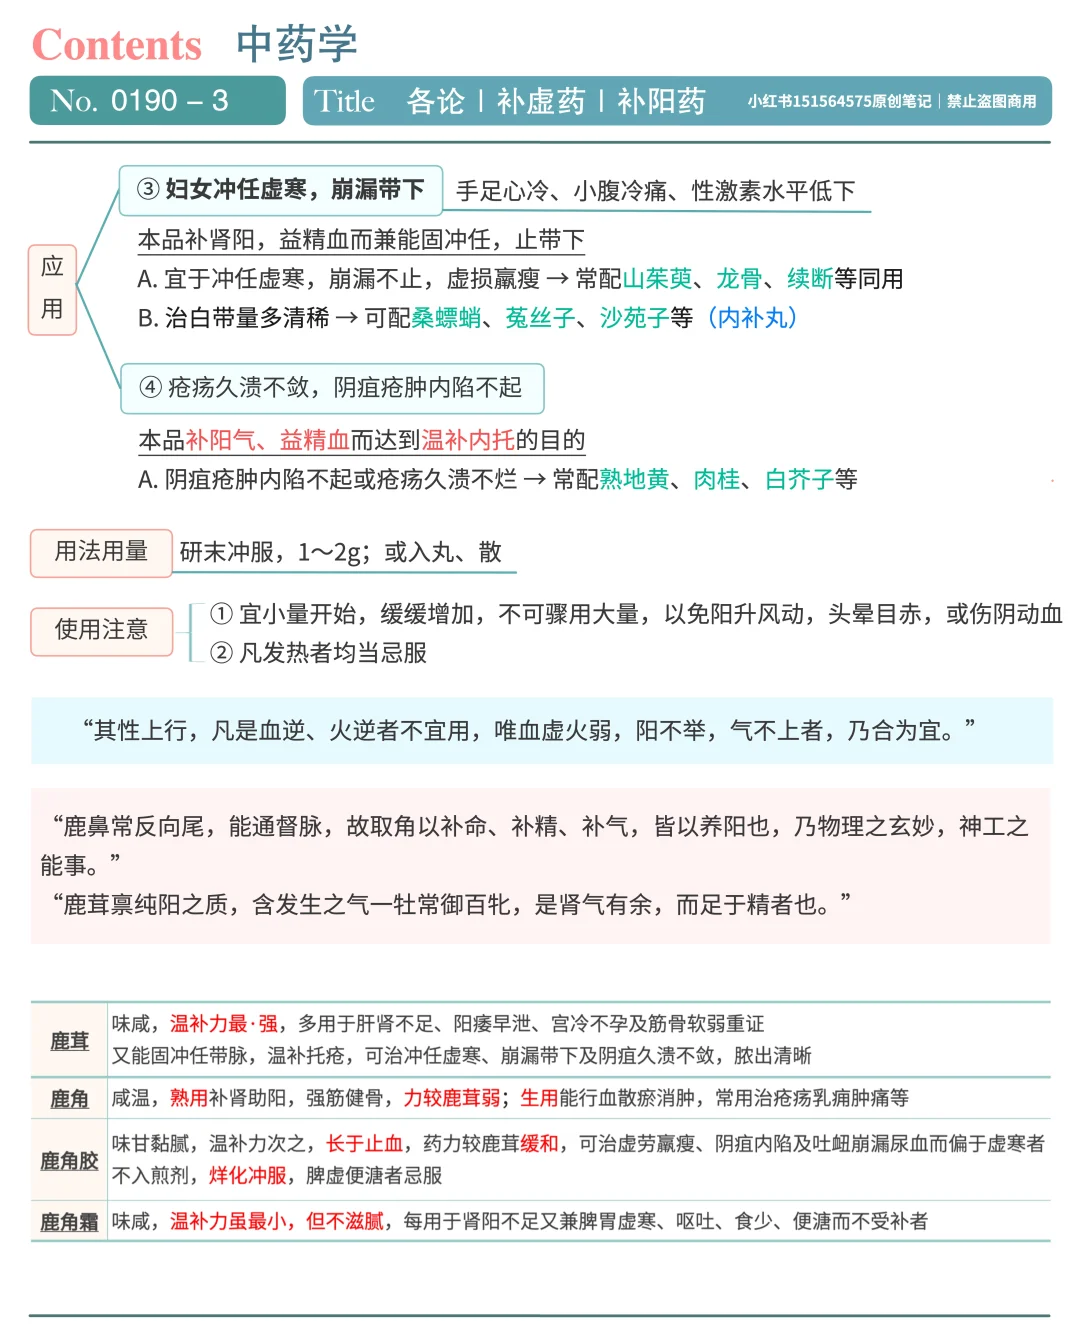 Contents 中药学
No. 0190 – 3
Title 各论 | 补虚药 | 补阳药 小红书151564575原创笔记｜禁止盗图商用
应用
③ 妇女冲任虚寒，崩漏带下 手足心冷、小腹冷痛、性激素水平低下
本品补肾阳，益精血而兼能固冲任，止带下
A. 宜于冲任虚寒，崩漏不止，虚损羸瘦 → 常配山茱萸、龙骨、续断等同用
B. 治白带量多清稀 → 可配桑螵蛸、菟丝子、沙苑子等（内补丸）
④ 疮疡久溃不敛，阴疽疮肿内陷不起
本品补阳气、益精血而达到温补内托的目的
A. 阴疽疮肿内陷不起或疮疡久溃不烂 → 常配熟地黄、肉桂、白芥子等
用法用量 研末冲服，1～2g；或入丸、散
使用注意
① 宜小量开始，缓缓增加，不可骤用大量，以免阳升风动，头晕目赤，或伤阴动血
② 凡发热者均当忌服
“其性上行，凡是血逆、火逆者不宜用，唯血虚火弱，阳不举，气不上者，乃合为宜。”
“鹿鼻常反向尾，能通督脉，故取角以补命、补精、补气，皆以养阳也，乃物理之玄妙，神工之
能事。”
“鹿茸禀纯阳之质，含发生之气一牡常御百牝，是肾气有余，而足于精者也。”
鹿茸
味咸，温补力最·强，多用于肝肾不足、阳痿早泄、宫冷不孕及筋骨软弱重证
又能固冲任带脉，温补托疮，可治冲任虚寒、崩漏带下及阴疽久溃不敛，脓出清晰
鹿角 咸温，熟用补肾助阳，强筋健骨，力较鹿茸弱；生用能行血散瘀消肿，常用治疮疡乳痈肿痛等
鹿角胶
味甘黏腻，温补力次之，长于止血，药力较鹿茸缓和，可治虚劳羸瘦、阴疽内陷及吐衄崩漏尿血而偏于虚寒者
不入煎剂，烊化冲服，脾虚便溏者忌服
鹿角霜 味咸，温补力虽最小，但不滋腻，每用于肾阳不足又兼脾胃虚寒、呕吐、食少、便溏而不受补者